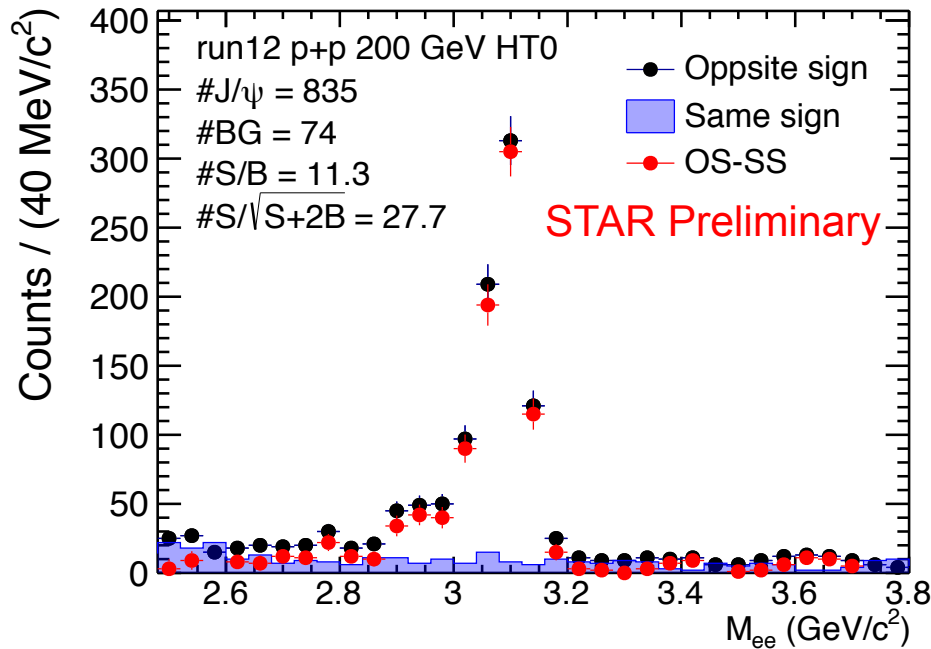 run12 p+p 200 GeV HT0
#J/ψ = 835
#BG = 74
#S/B = 11.3
#S/√S+2B = 27.7
Oppsite sign
Same sign
OS-SS
STAR Preliminary
Counts / (40 MeV/c²)
400
350
300
250
200
150
100
50
0
2.6 2.8 3 3.2 3.4 3.6 3.8
M_ee (GeV/c²)